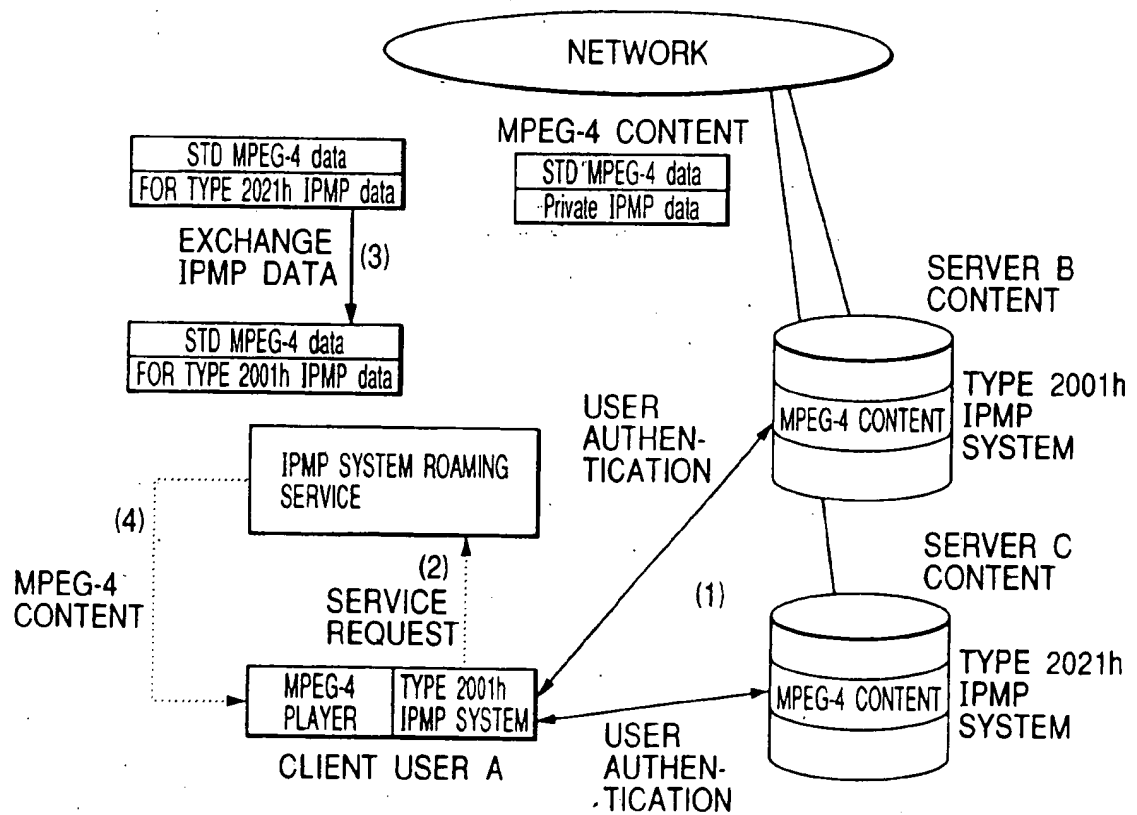 NETWORK
MPEG-4 CONTENT
STD MPEG-4 data
Private IPMP data
STD MPEG-4 data
FOR TYPE 2021h IPMP data
EXCHANGE
IPMP DATA
(3)
STD MPEG-4 data
FOR TYPE 2001h IPMP data
SERVER B
CONTENT
TYPE 2001h
IPMP
SYSTEM
MPEG-4 CONTENT
USER
AUTHEN-
TICATION
IPMP SYSTEM ROAMING
SERVICE
(4)
MPEG-4
CONTENT
(2)
SERVICE
REQUEST
(1)
SERVER C
CONTENT
TYPE 2021h
IPMP
SYSTEM
MPEG-4 CONTENT
MPEG-4
PLAYER
TYPE 2001h
IPMP SYSTEM
CLIENT USER A
USER
AUTHEN-
TICATION